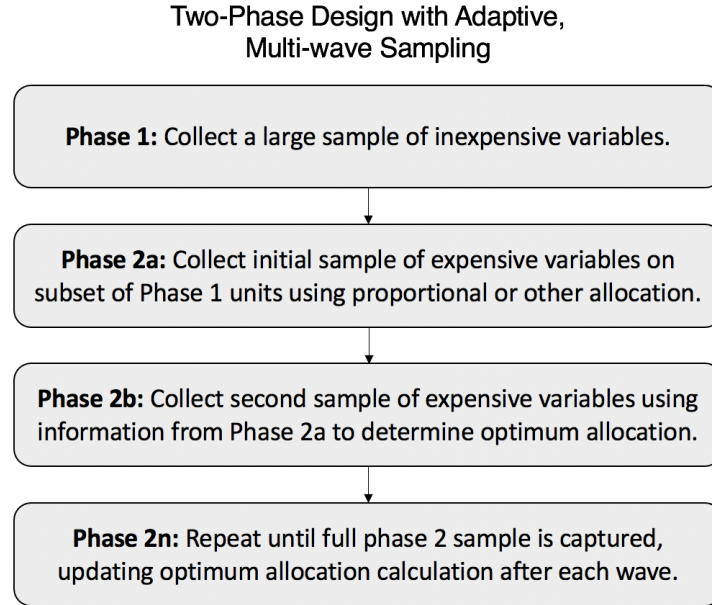 Two-Phase Design with Adaptive,
Multi-wave Sampling
Phase 1: Collect a large sample of inexpensive variables.
Phase 2a: Collect initial sample of expensive variables on
subset of Phase 1 units using proportional or other allocation.
Phase 2b: Collect second sample of expensive variables using
information from Phase 2a to determine optimum allocation.
Phase 2n: Repeat until full phase 2 sample is captured,
updating optimum allocation calculation after each wave.